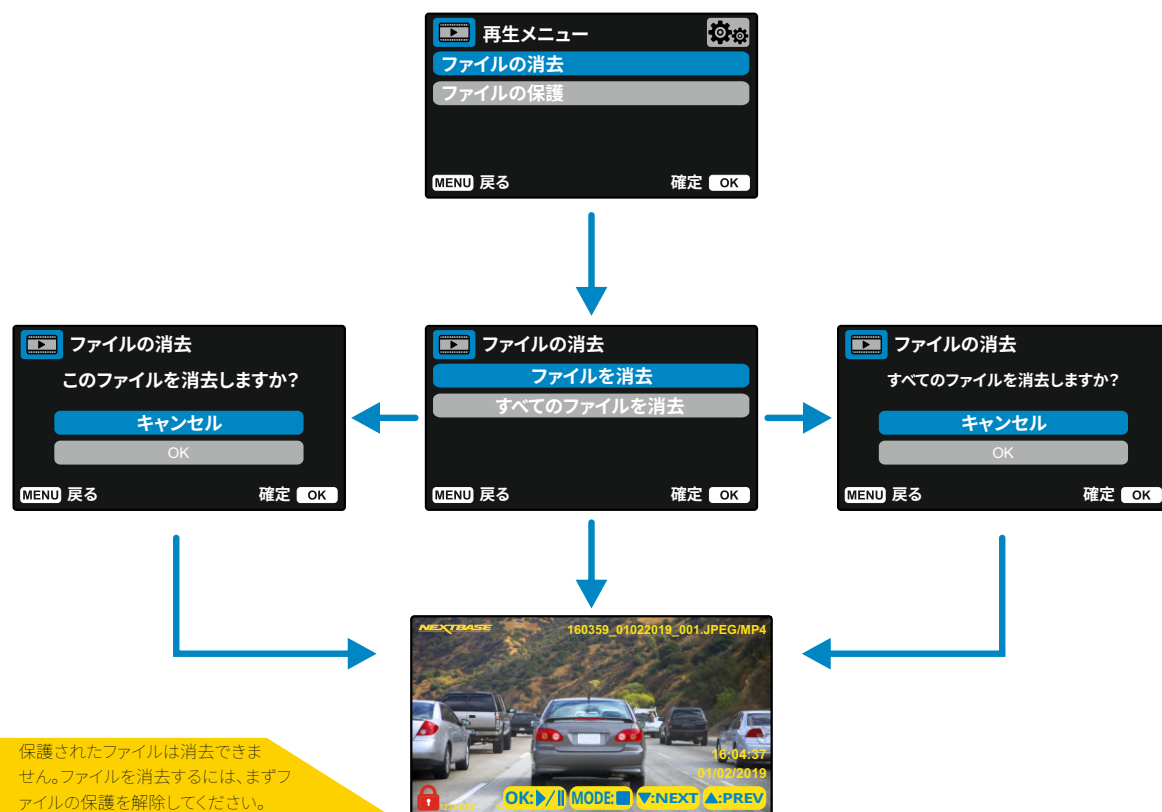 再生メニュー
ファイルの消去
ファイルの保護
MENU 戻る 確定 OK
ファイルの消去
このファイルを消去しますか?
キャンセル
OK
MENU 戻る 確定 OK
ファイルの消去
ファイルを消去
すべてのファイルを消去
MENU 戻る 確定 OK
ファイルの消去
すべてのファイルを消去しますか?
キャンセル
OK
MENU 戻る 確定 OK
NEXTBASE 160359_01022019_001.JPEG/MP4
16:04:37
01/02/2019
OK:▶/|| MODE:■ ▼:NEXT ▲:PREV
保護されたファイルは消去できま
せん。ファイルを消去するには、まずフ
ァイルの保護を解除してください。